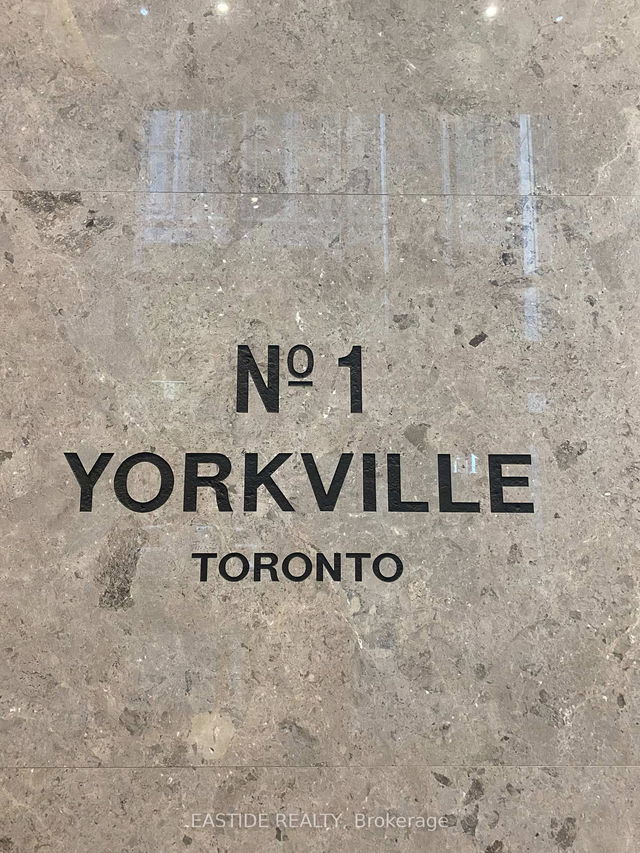 Nº 1
YORKVILLE
TORONTO
EASTIDE REALTY, Brokerage